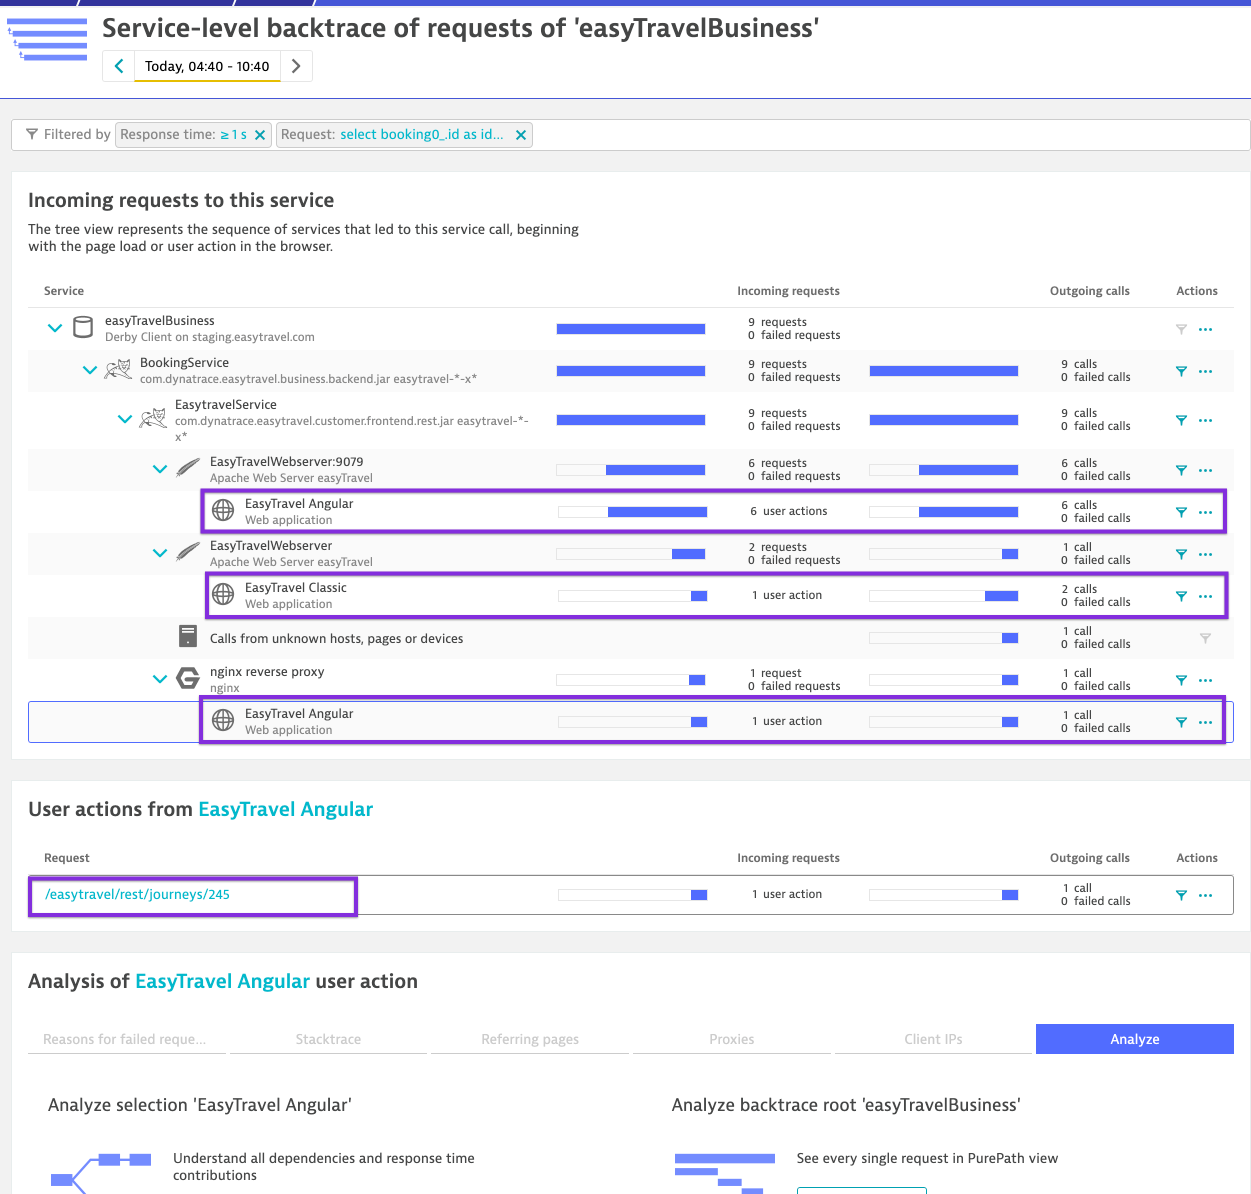 Service-level backtrace of requests of 'easyTravelBusiness'
Today, 04:40 - 10:40
Filtered by Response time: ≥ 1 s Request: select booking0_.id as id...
Incoming requests to this service
The tree view represents the sequence of services that led to this service call, beginning
with the page load or user action in the browser.
Service Incoming requests Outgoing calls Actions
easyTravelBusiness
Derby Client on staging.easytravel.com
9 requests
0 failed requests
BookingService
com.dynatrace.easytravel.business.backend.jar easytravel-*-x*
9 requests
0 failed requests
9 calls
0 failed calls
EasytravelService
com.dynatrace.easytravel.customer.frontend.rest.jar easytravel-*-
x*
9 requests
0 failed requests
9 calls
0 failed calls
EasyTravelWebserver:9079
Apache Web Server easyTravel
6 requests
0 failed requests
6 calls
0 failed calls
EasyTravel Angular
Web application
6 user actions
6 calls
0 failed calls
EasyTravelWebserver
Apache Web Server easyTravel
2 requests
0 failed requests
1 call
0 failed calls
EasyTravel Classic
Web application
1 user action
2 calls
0 failed calls
Calls from unknown hosts, pages or devices
1 call
0 failed calls
nginx reverse proxy
nginx
1 request
0 failed requests
1 call
0 failed calls
EasyTravel Angular
Web application
1 user action
1 call
0 failed calls
User actions from EasyTravel Angular
Request Incoming requests Outgoing calls Actions
/easytravel/rest/journeys/245
1 user action
1 call
0 failed calls
Analysis of EasyTravel Angular user action
Reasons for failed reque... Stacktrace Referring pages Proxies Client IPs Analyze
Analyze selection 'EasyTravel Angular'
Understand all dependencies and response time
contributions
Analyze backtrace root 'easyTravelBusiness'
See every single request in PurePath view